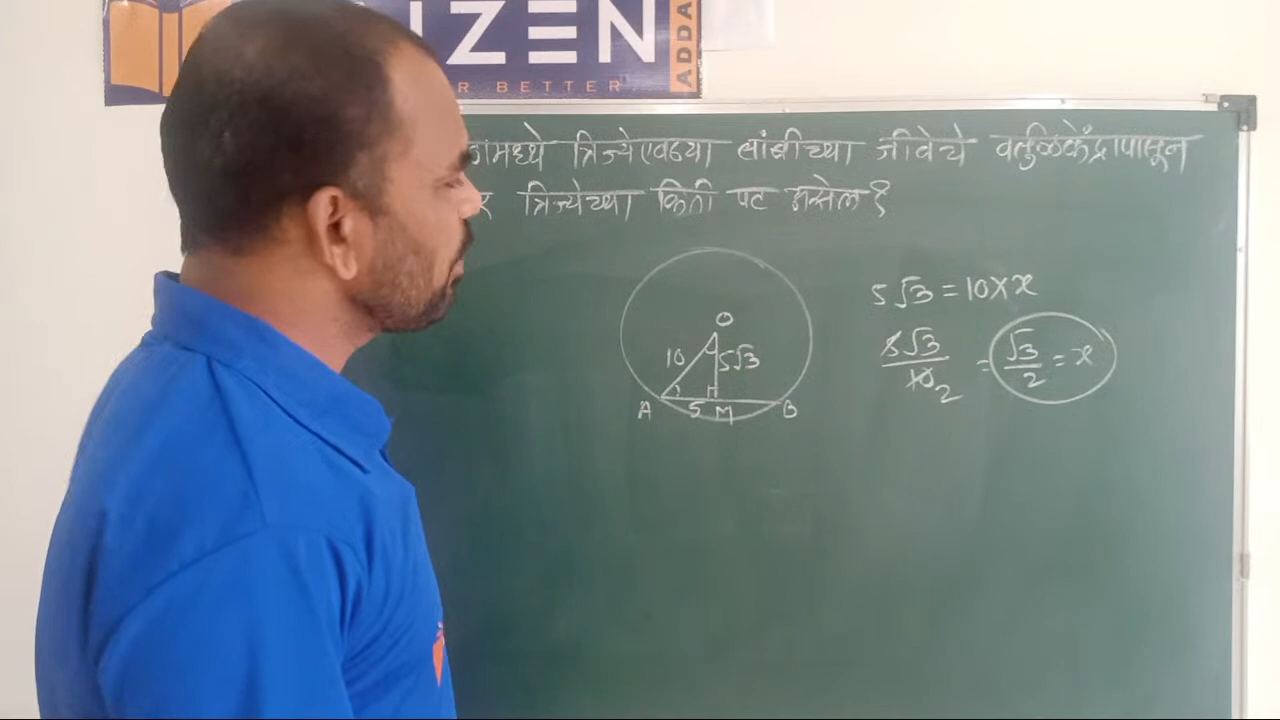 IZEN
ADDA
R BETTER
त्रिज्येएवढ्या लांबीच्या जीवेचे वर्तुळकेंद्रापासून
त्रिज्येच्या किती पट असेल ?
O
10
5√3
A
5
M
B
5√3 = 10 × x
5√3 / 10 2 = √3 / 2 = x